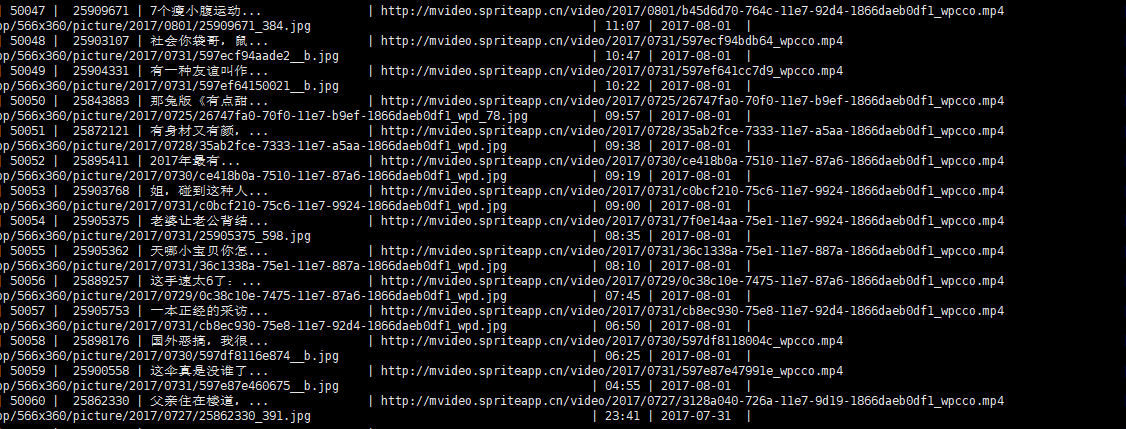 | 50047 | 25909671 | 7个瘦小腹运动... | http://mvideo.spriteapp.cn/video/2017/0801/b45d6d70-764c-11e7-92d4-1866daeb0df1_wpcco.mp4
op/566x360/picture/2017/0801/25909671_384.jpg | 11:07 | 2017-08-01 |
| 50048 | 25903107 | 社会你袋哥，鼠... | http://mvideo.spriteapp.cn/video/2017/0731/597ecf94bdb64_wpcco.mp4
op/566x360/picture/2017/0731/597ecf94aade2__b.jpg | 10:47 | 2017-08-01 |
| 50049 | 25904331 | 有一种友谊叫作... | http://mvideo.spriteapp.cn/video/2017/0731/597ef641cc7d9_wpcco.mp4
op/566x360/picture/2017/0731/597ef64150021__b.jpg | 10:22 | 2017-08-01 |
| 50050 | 25843883 | 那兔版《有点甜... | http://mvideo.spriteapp.cn/video/2017/0725/26747fa0-70f0-11e7-b9ef-1866daeb0df1_wpcco.mp4
op/566x360/picture/2017/0725/26747fa0-70f0-11e7-b9ef-1866daeb0df1_wpd_78.jpg | 09:57 | 2017-08-01 |
| 50051 | 25872121 | 有身材又有颜，... | http://mvideo.spriteapp.cn/video/2017/0728/35ab2fce-7333-11e7-a5aa-1866daeb0df1_wpcco.mp4
op/566x360/picture/2017/0728/35ab2fce-7333-11e7-a5aa-1866daeb0df1_wpd.jpg | 09:38 | 2017-08-01 |
| 50052 | 25895411 | 2017年最有... | http://mvideo.spriteapp.cn/video/2017/0730/ce418b0a-7510-11e7-87a6-1866daeb0df1_wpcco.mp4
op/566x360/picture/2017/0730/ce418b0a-7510-11e7-87a6-1866daeb0df1_wpd.jpg | 09:19 | 2017-08-01 |
| 50053 | 25903768 | 姐，碰到这种人... | http://mvideo.spriteapp.cn/video/2017/0731/c0bcf210-75c6-11e7-9924-1866daeb0df1_wpcco.mp4
op/566x360/picture/2017/0731/c0bcf210-75c6-11e7-9924-1866daeb0df1_wpd.jpg | 09:00 | 2017-08-01 |
| 50054 | 25905375 | 老婆让老公背结... | http://mvideo.spriteapp.cn/video/2017/0731/7f0e14aa-75e1-11e7-9924-1866daeb0df1_wpcco.mp4
op/566x360/picture/2017/0731/25905375_598.jpg | 08:35 | 2017-08-01 |
| 50055 | 25905362 | 天哪小宝贝你怎... | http://mvideo.spriteapp.cn/video/2017/0731/36c1338a-75e1-11e7-887a-1866daeb0df1_wpcco.mp4
op/566x360/picture/2017/0731/36c1338a-75e1-11e7-887a-1866daeb0df1_wpd.jpg | 08:10 | 2017-08-01 |
| 50056 | 25889257 | 这手速太6了：... | http://mvideo.spriteapp.cn/video/2017/0729/0c38c10e-7475-11e7-87a6-1866daeb0df1_wpcco.mp4
op/566x360/picture/2017/0729/0c38c10e-7475-11e7-87a6-1866daeb0df1_wpd.jpg | 07:45 | 2017-08-01 |
| 50057 | 25905753 | 一本正经的采访... | http://mvideo.spriteapp.cn/video/2017/0731/cb8ec930-75e8-11e7-92d4-1866daeb0df1_wpcco.mp4
op/566x360/picture/2017/0731/cb8ec930-75e8-11e7-92d4-1866daeb0df1_wpd.jpg | 06:50 | 2017-08-01 |
| 50058 | 25898176 | 国外恶搞，我很... | http://mvideo.spriteapp.cn/video/2017/0730/597df8118004c_wpcco.mp4
op/566x360/picture/2017/0730/597df8116e874__b.jpg | 06:25 | 2017-08-01 |
| 50059 | 25900558 | 这伞真是没谁了... | http://mvideo.spriteapp.cn/video/2017/0731/597e87e47991e_wpcco.mp4
op/566x360/picture/2017/0731/597e87e460675__b.jpg | 04:55 | 2017-08-01 |
| 50060 | 25862330 | 父亲住在楼道，... | http://mvideo.spriteapp.cn/video/2017/0727/3128a040-726a-11e7-9d19-1866daeb0df1_wpcco.mp4
op/566x360/picture/2017/0727/25862330_391.jpg | 23:41 | 2017-07-31 |